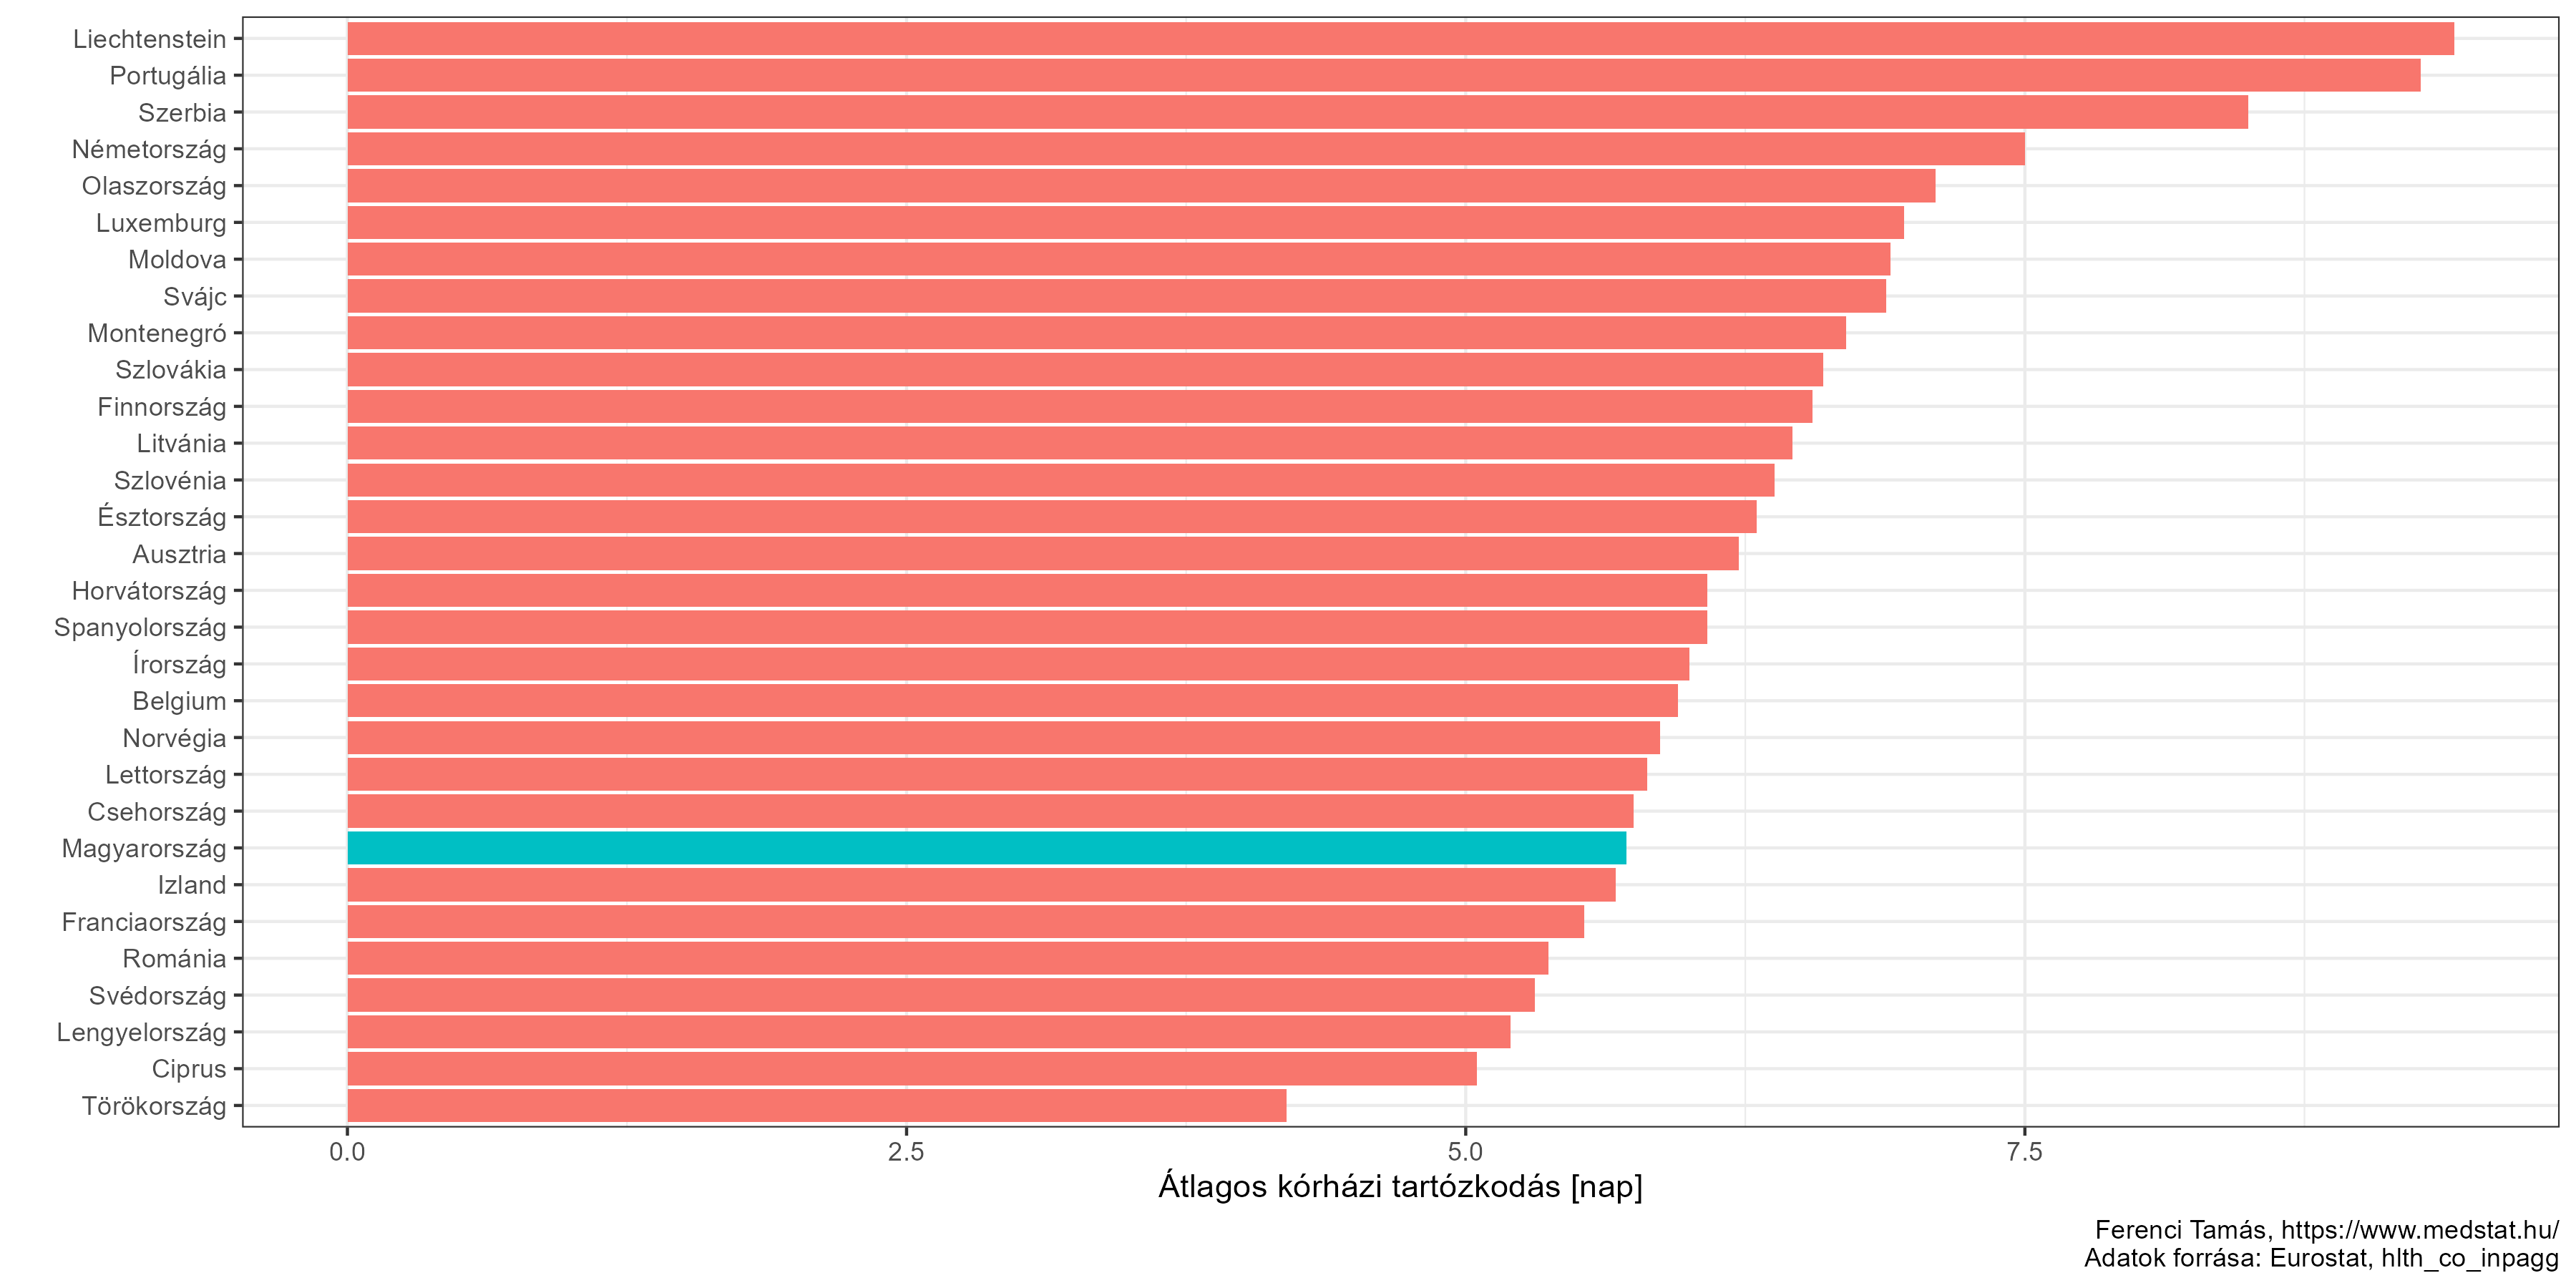 Liechtenstein
Portugália
Szerbia
Németország
Olaszország
Luxemburg
Moldova
Svájc
Montenegró
Szlovákia
Finnország
Litvánia
Szlovénia
Észtország
Ausztria
Horvátország
Spanyolország
Írország
Belgium
Norvégia
Lettország
Csehország
Magyarország
Izland
Franciaország
Románia
Svédország
Lengyelország
Ciprus
Törökország
0.0 2.5 5.0 7.5
Átlagos kórházi tartózkodás [nap]
Ferenci Tamás, https://www.medstat.hu/
Adatok forrása: Eurostat, hlth_co_inpagg